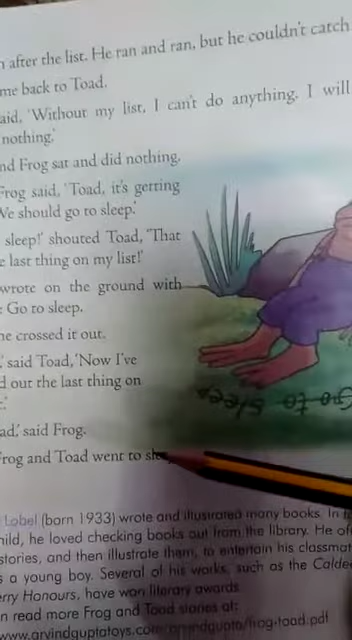 after the list. He ran and ran, but he couldn't catch
me back to Toad.
aid, 'Without my list, I can't do anything. I will
nothing.'
nd Frog sat and did nothing.
Frog said, 'Toad, it's getting
We should go to sleep.'
sleep!' shouted Toad, 'That
e last thing on my list!'
wrote on the ground with
: Go to sleep.
he crossed it out.
,' said Toad, 'Now I've
d out the last thing on
.'
ad,' said Frog.
Frog and Toad went to
Go to sleep
Lobel (born 1933) wrote and illustrated many books. In
hild, he loved checking books out from the library. He
stories, and then illustrate them, to entertain his classmat
s a young boy. Several of his works, such as the Calde
erry Honours, have won literary awards
n read more Frog and Toad stories at:
www.arvindguptatoys.com/arvindgupta/frog-toad.pdf